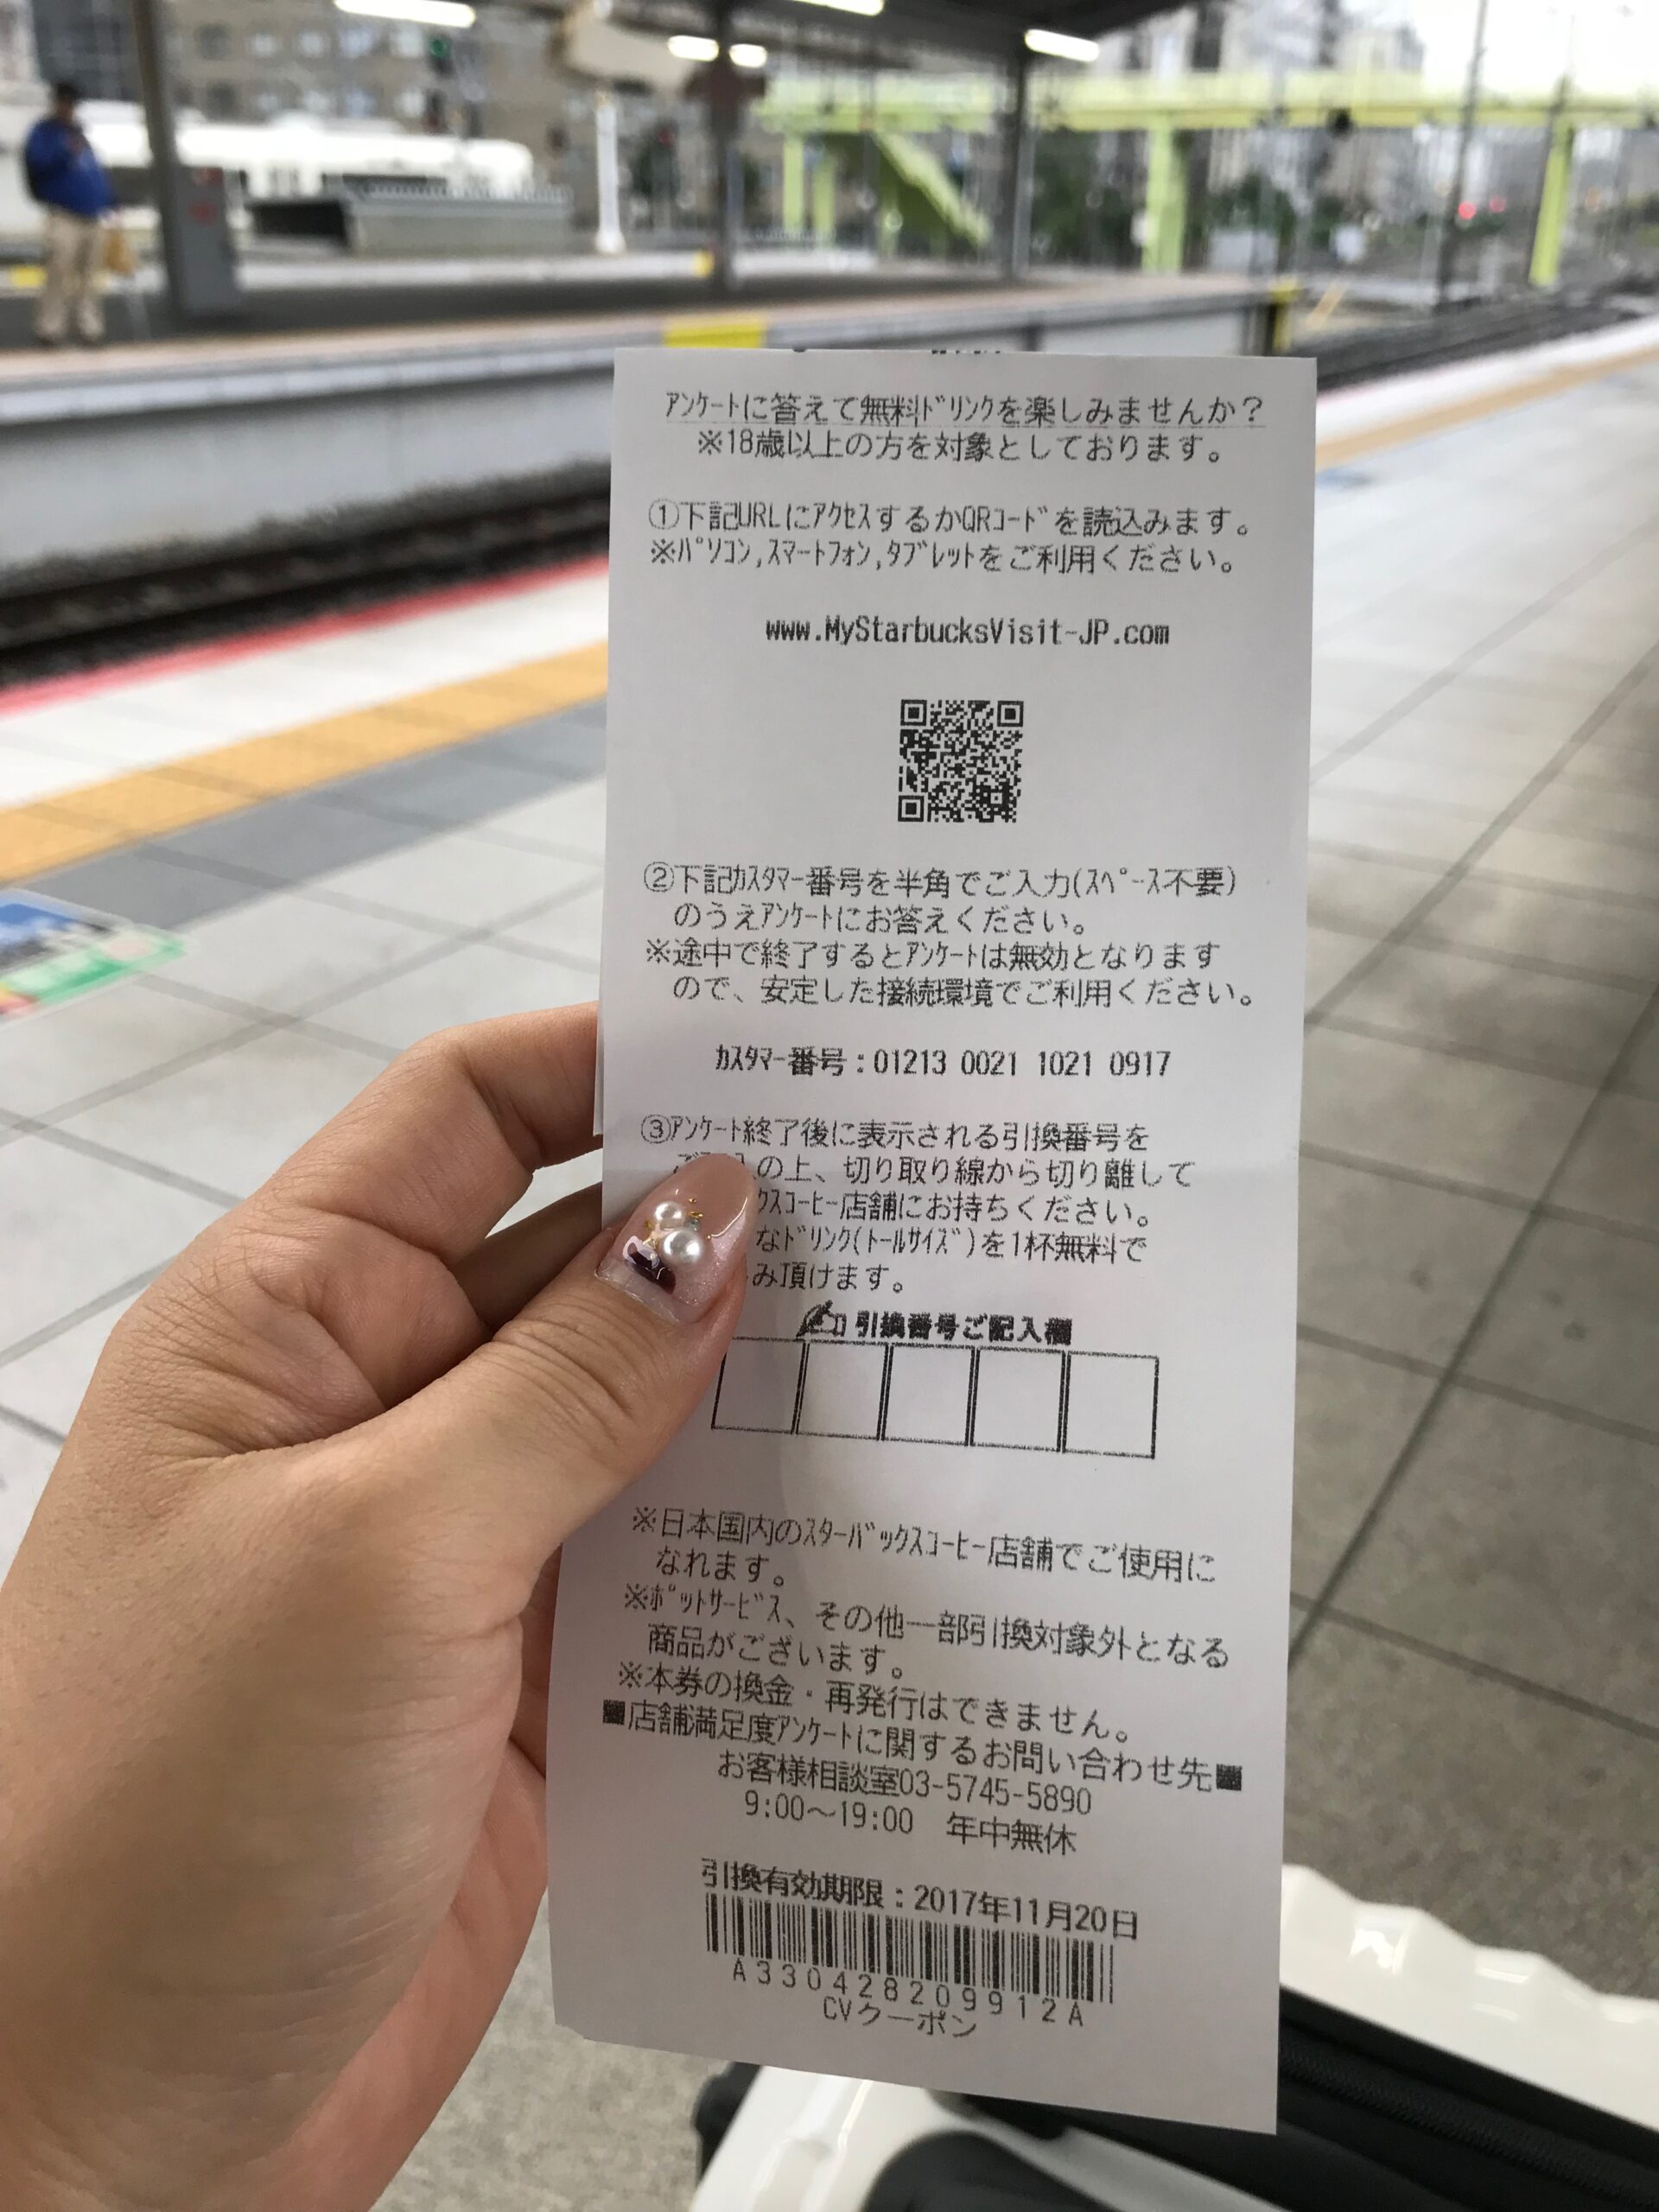 アンケートに答えて無料ドリンクを楽しみませんか？
※18歳以上の方を対象としております。
①下記URLにアクセスするかQRコードを読込みます。
※パソコン,スマートフォン,タブレットをご利用ください。
www.MyStarbucksVisit-JP.com
②下記カスタマー番号を半角でご入力(スペース不要)
のうえアンケートにお答えください。
※途中で終了するとアンケートは無効となります
ので、安定した接続環境でご利用ください。
カスタマー番号:01213 0021 1021 0917
③アンケート終了後に表示される引換番号を
の上、切り取り線から切り離して
クスコーヒー店舗にお持ちください。
なドリンク(トールサイズ)を1杯無料で
み頂けます。
引換番号ご記入欄
※日本国内のスターバックスコーヒー店舗でご使用に
なれます。
※ポットサービス、その他一部引換対象外となる
商品がございます。
※本券の換金・再発行はできません。
■店舗満足度アンケートに関するお問い合わせ先■
お客様相談室03-5745-5890
9:00～19:00 年中無休
引換有効期限:2017年11月20日
A330428209912A
CVクーポン